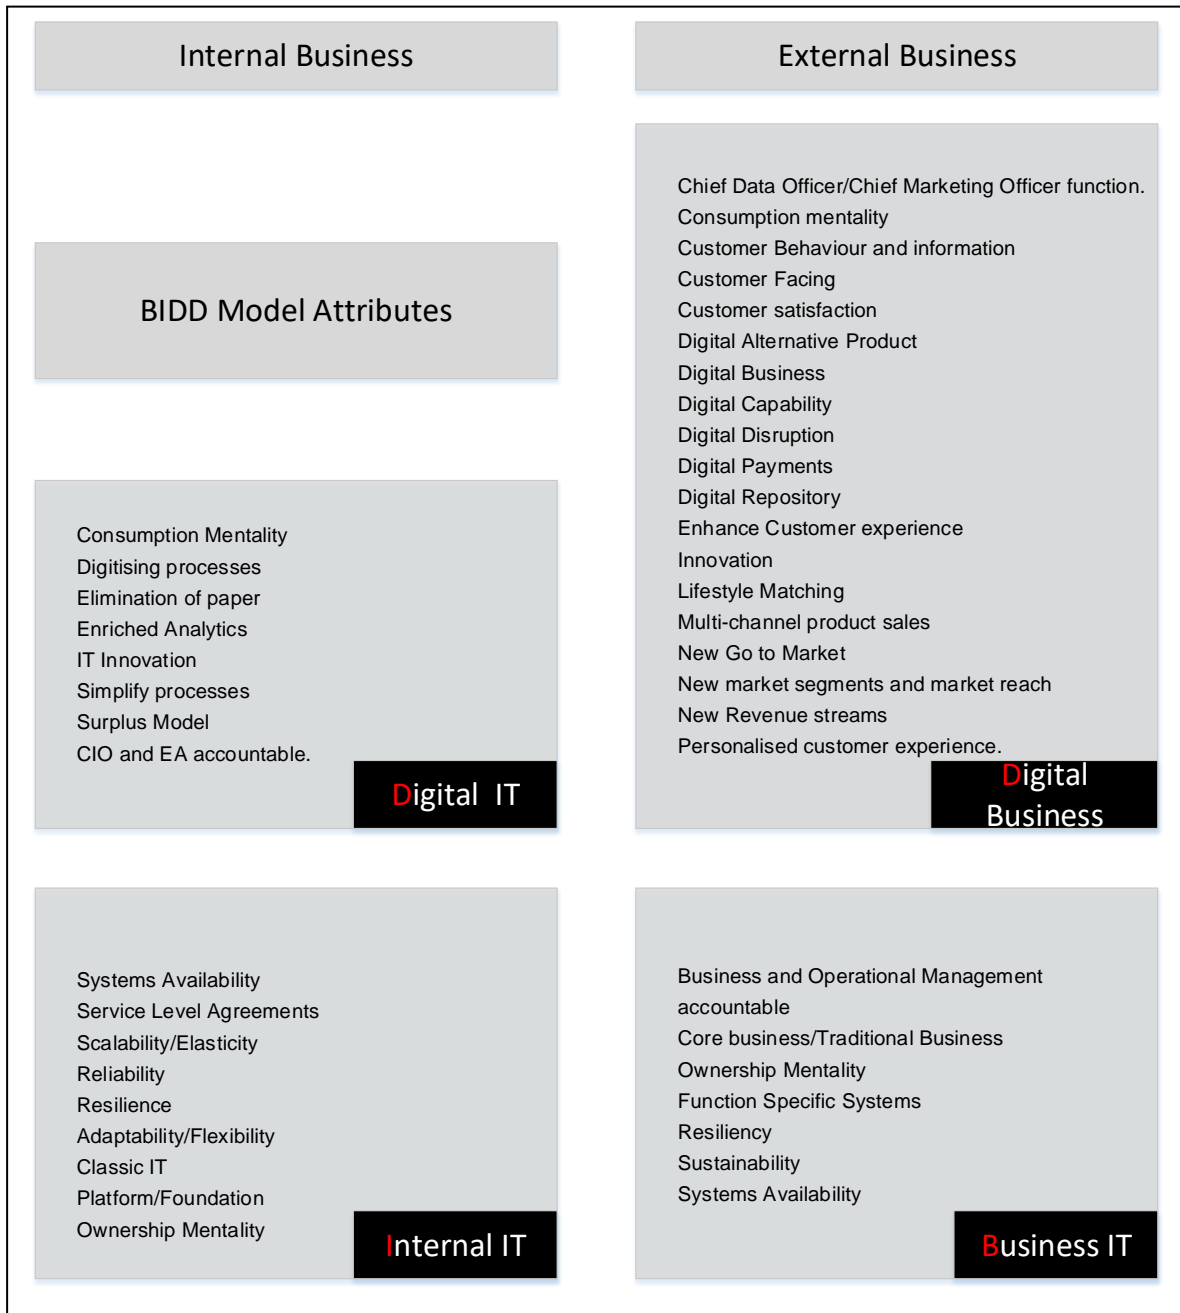 Internal Business
External Business
BIDD Model Attributes
Chief Data Officer/Chief Marketing Officer function.
Consumption mentality
Customer Behaviour and information
Customer Facing
Customer satisfaction
Digital Alternative Product
Digital Business
Digital Capability
Digital Disruption
Digital Payments
Digital Repository
Enhance Customer experience
Innovation
Lifestyle Matching
Multi-channel product sales
New Go to Market
New market segments and market reach
New Revenue streams
Personalised customer experience.
Digital
Business
Consumption Mentality
Digitising processes
Elimination of paper
Enriched Analytics
IT Innovation
Simplify processes
Surplus Model
CIO and EA accountable.
Digital IT
Systems Availability
Service Level Agreements
Scalability/Elasticity
Reliability
Resilience
Adaptability/Flexibility
Classic IT
Platform/Foundation
Ownership Mentality
Internal IT
Business and Operational Management
accountable
Core business/Traditional Business
Ownership Mentality
Function Specific Systems
Resiliency
Sustainability
Systems Availability
Business IT